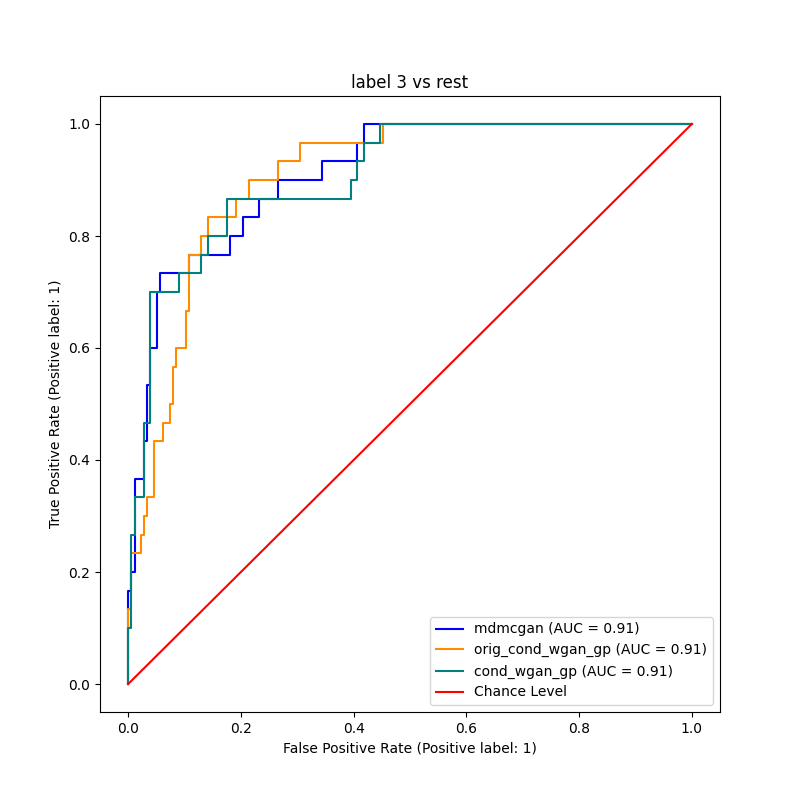 label 3 vs rest
1.0
0.8
0.6
0.4
0.2
0.0
True Positive Rate (Positive label: 1)
mdmcgan (AUC = 0.91)
orig_cond_wgan_gp (AUC = 0.91)
cond_wgan_gp (AUC = 0.91)
Chance Level
0.0 0.2 0.4 0.6 0.8 1.0
False Positive Rate (Positive label: 1)